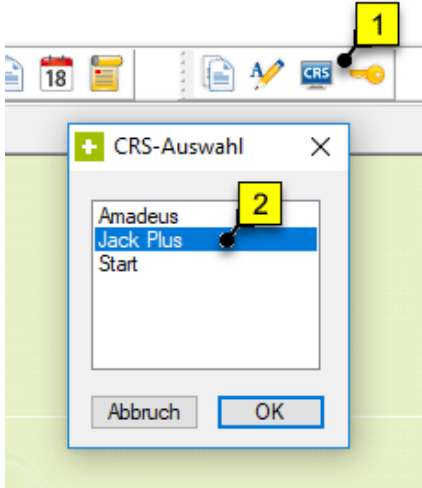 1
18
CRS
CRS-Auswahl
2
Amadeus
Jack Plus
Start
Abbruch
OK